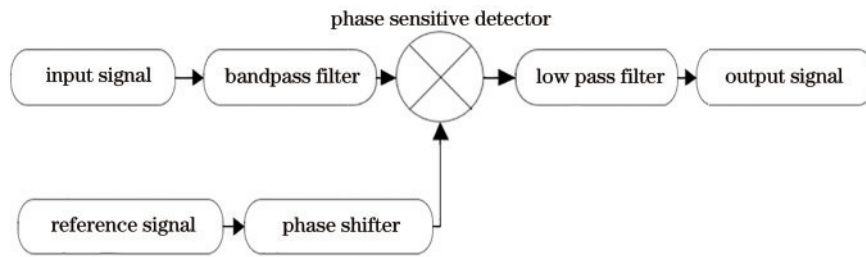 phase sensitive detector
input signal
bandpass filter
low pass filter
output signal
reference signal
phase shifter